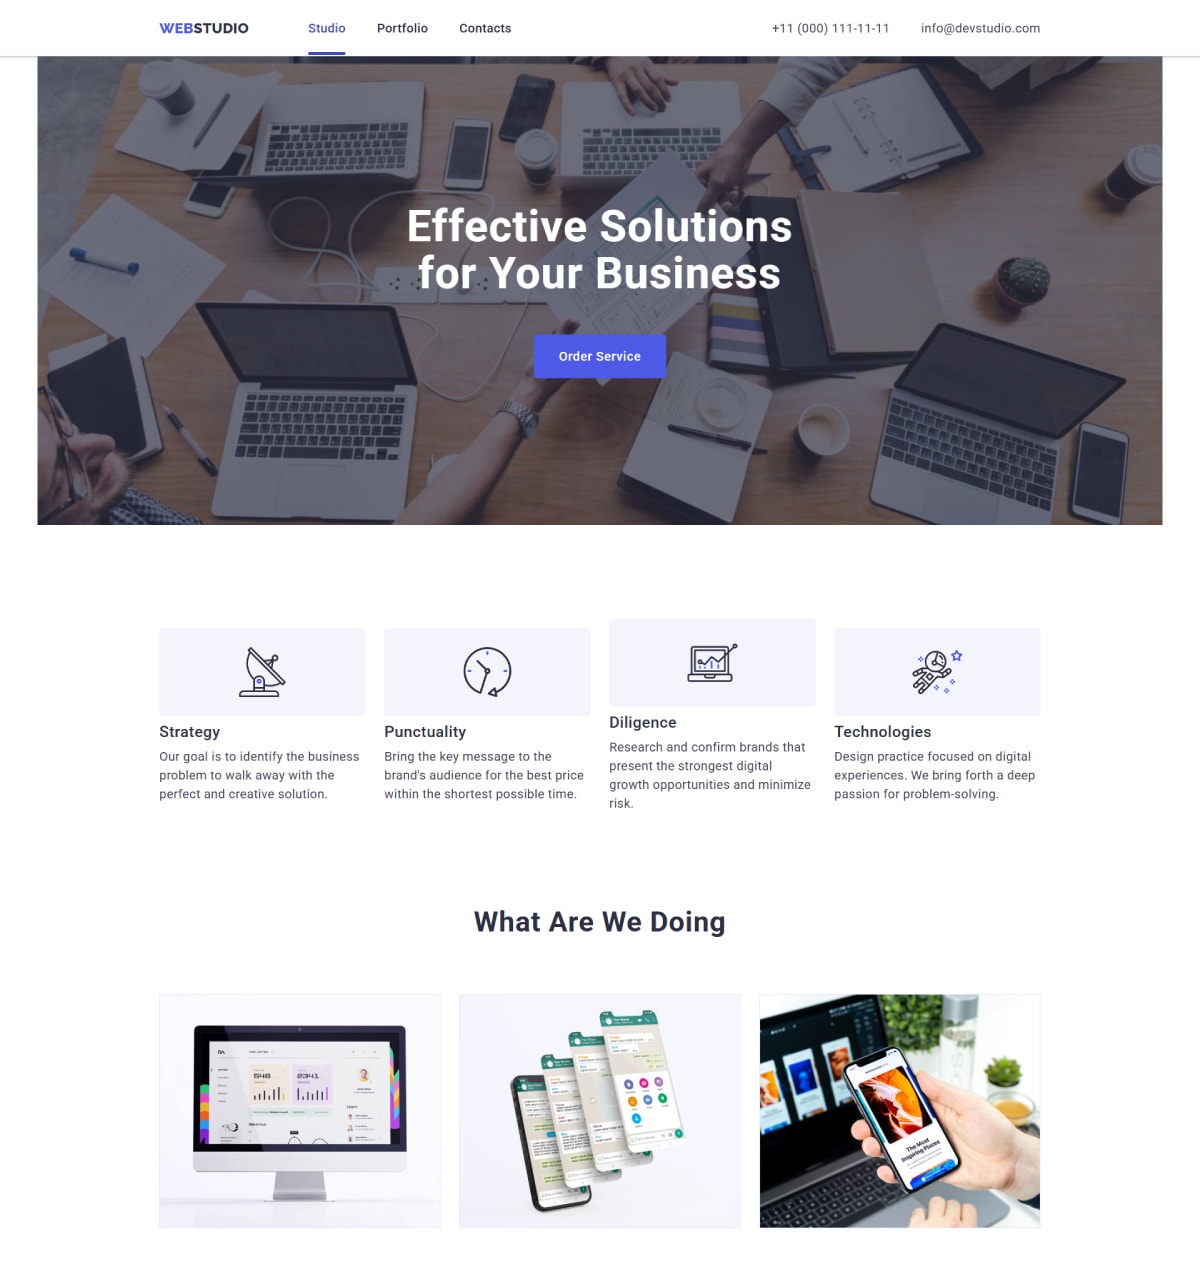 WEBSTUDIO
Studio
Portfolio
Contacts
+11 (000) 111-11-11
info@devstudio.com
Effective Solutions
for Your Business
Order Service
Strategy
Our goal is to identify the business
problem to walk away with the
perfect and creative solution.
Punctuality
Bring the key message to the
brand's audience for the best price
within the shortest possible time.
Diligence
Research and confirm brands that
present the strongest digital
growth opportunities and minimize
risk.
Technologies
Design practice focused on digital
experiences. We bring forth a deep
passion for problem-solving.
What Are We Doing
548
2341
The Most
Inspiring Places